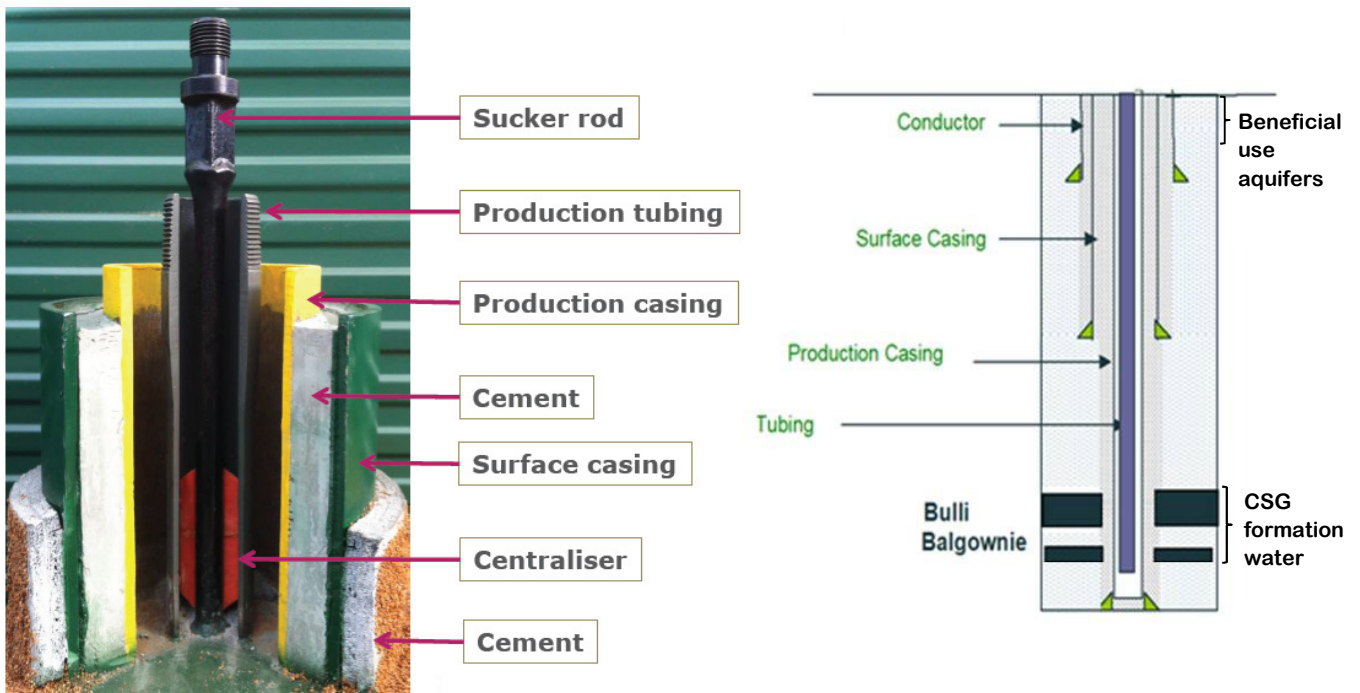 Sucker rod
Production tubing
Production casing
Cement
Surface casing
Centraliser
Cement
Conductor
Surface Casing
Production Casing
Tubing
Bulli
Balgownie
Beneficial
use
aquifers
CSG
formation
water